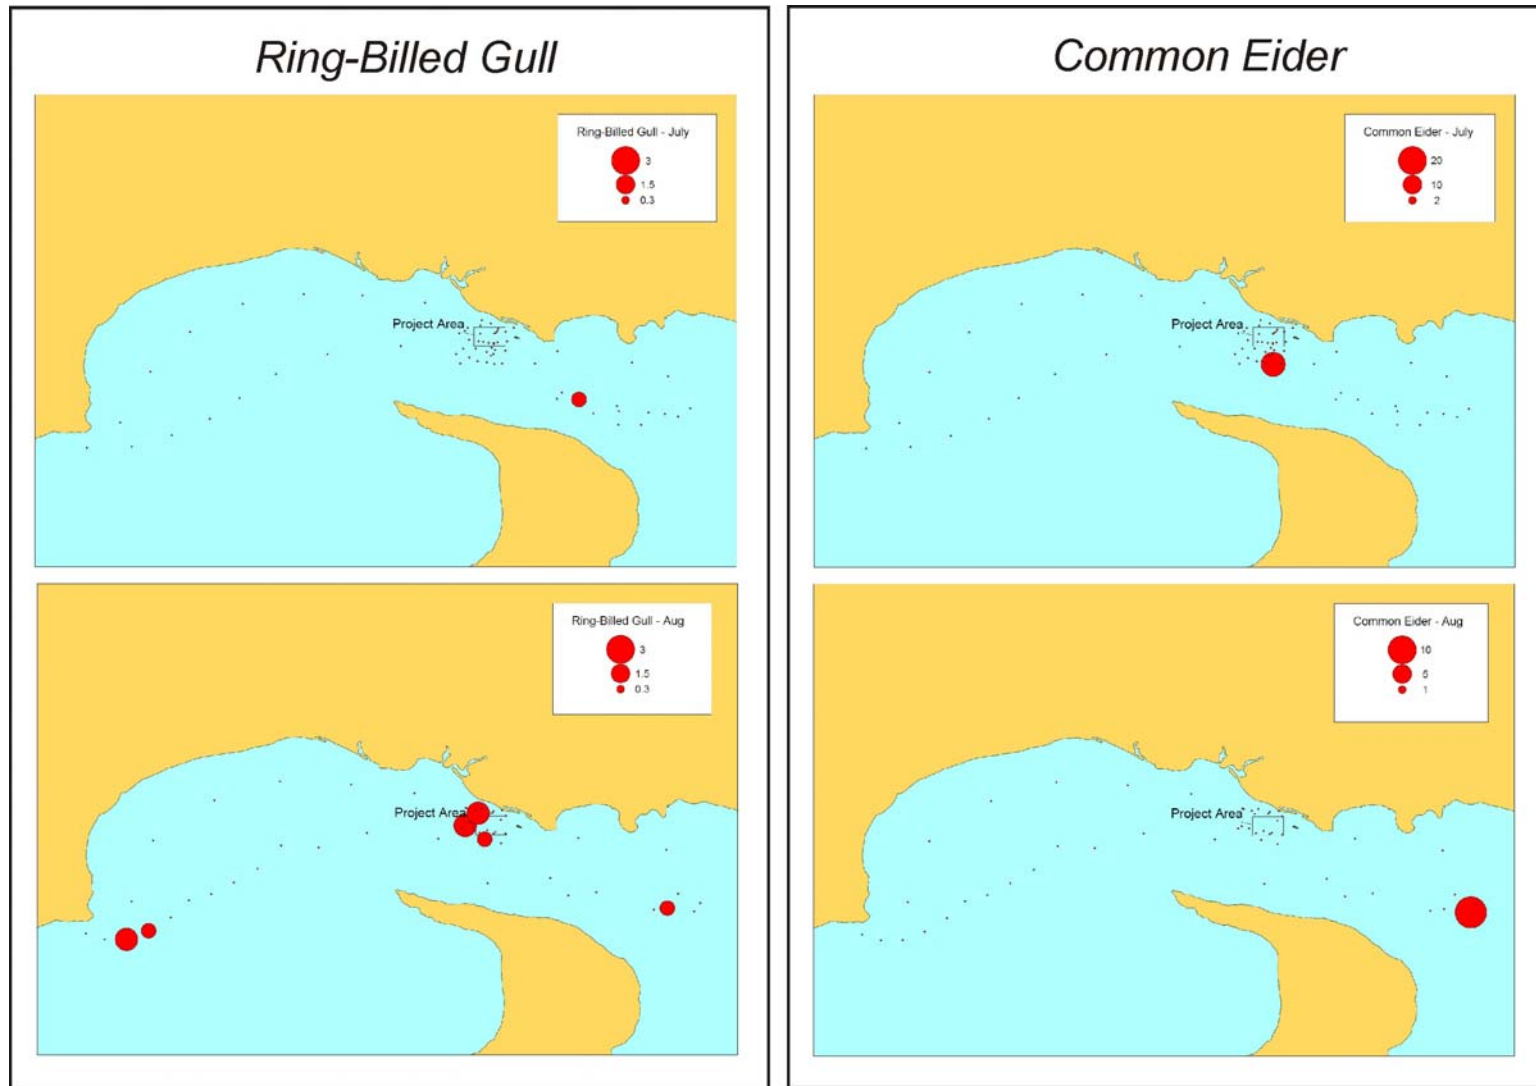 Ring-Billed Gull
Ring-Billed Gull - July
3
1.5
0.3
Project Area
Ring-Billed Gull - Aug
3
1.5
0.3
Project Area
Common Eider
Common Eider - July
20
10
2
Project Area
Common Eider - Aug
10
5
1
Project Area